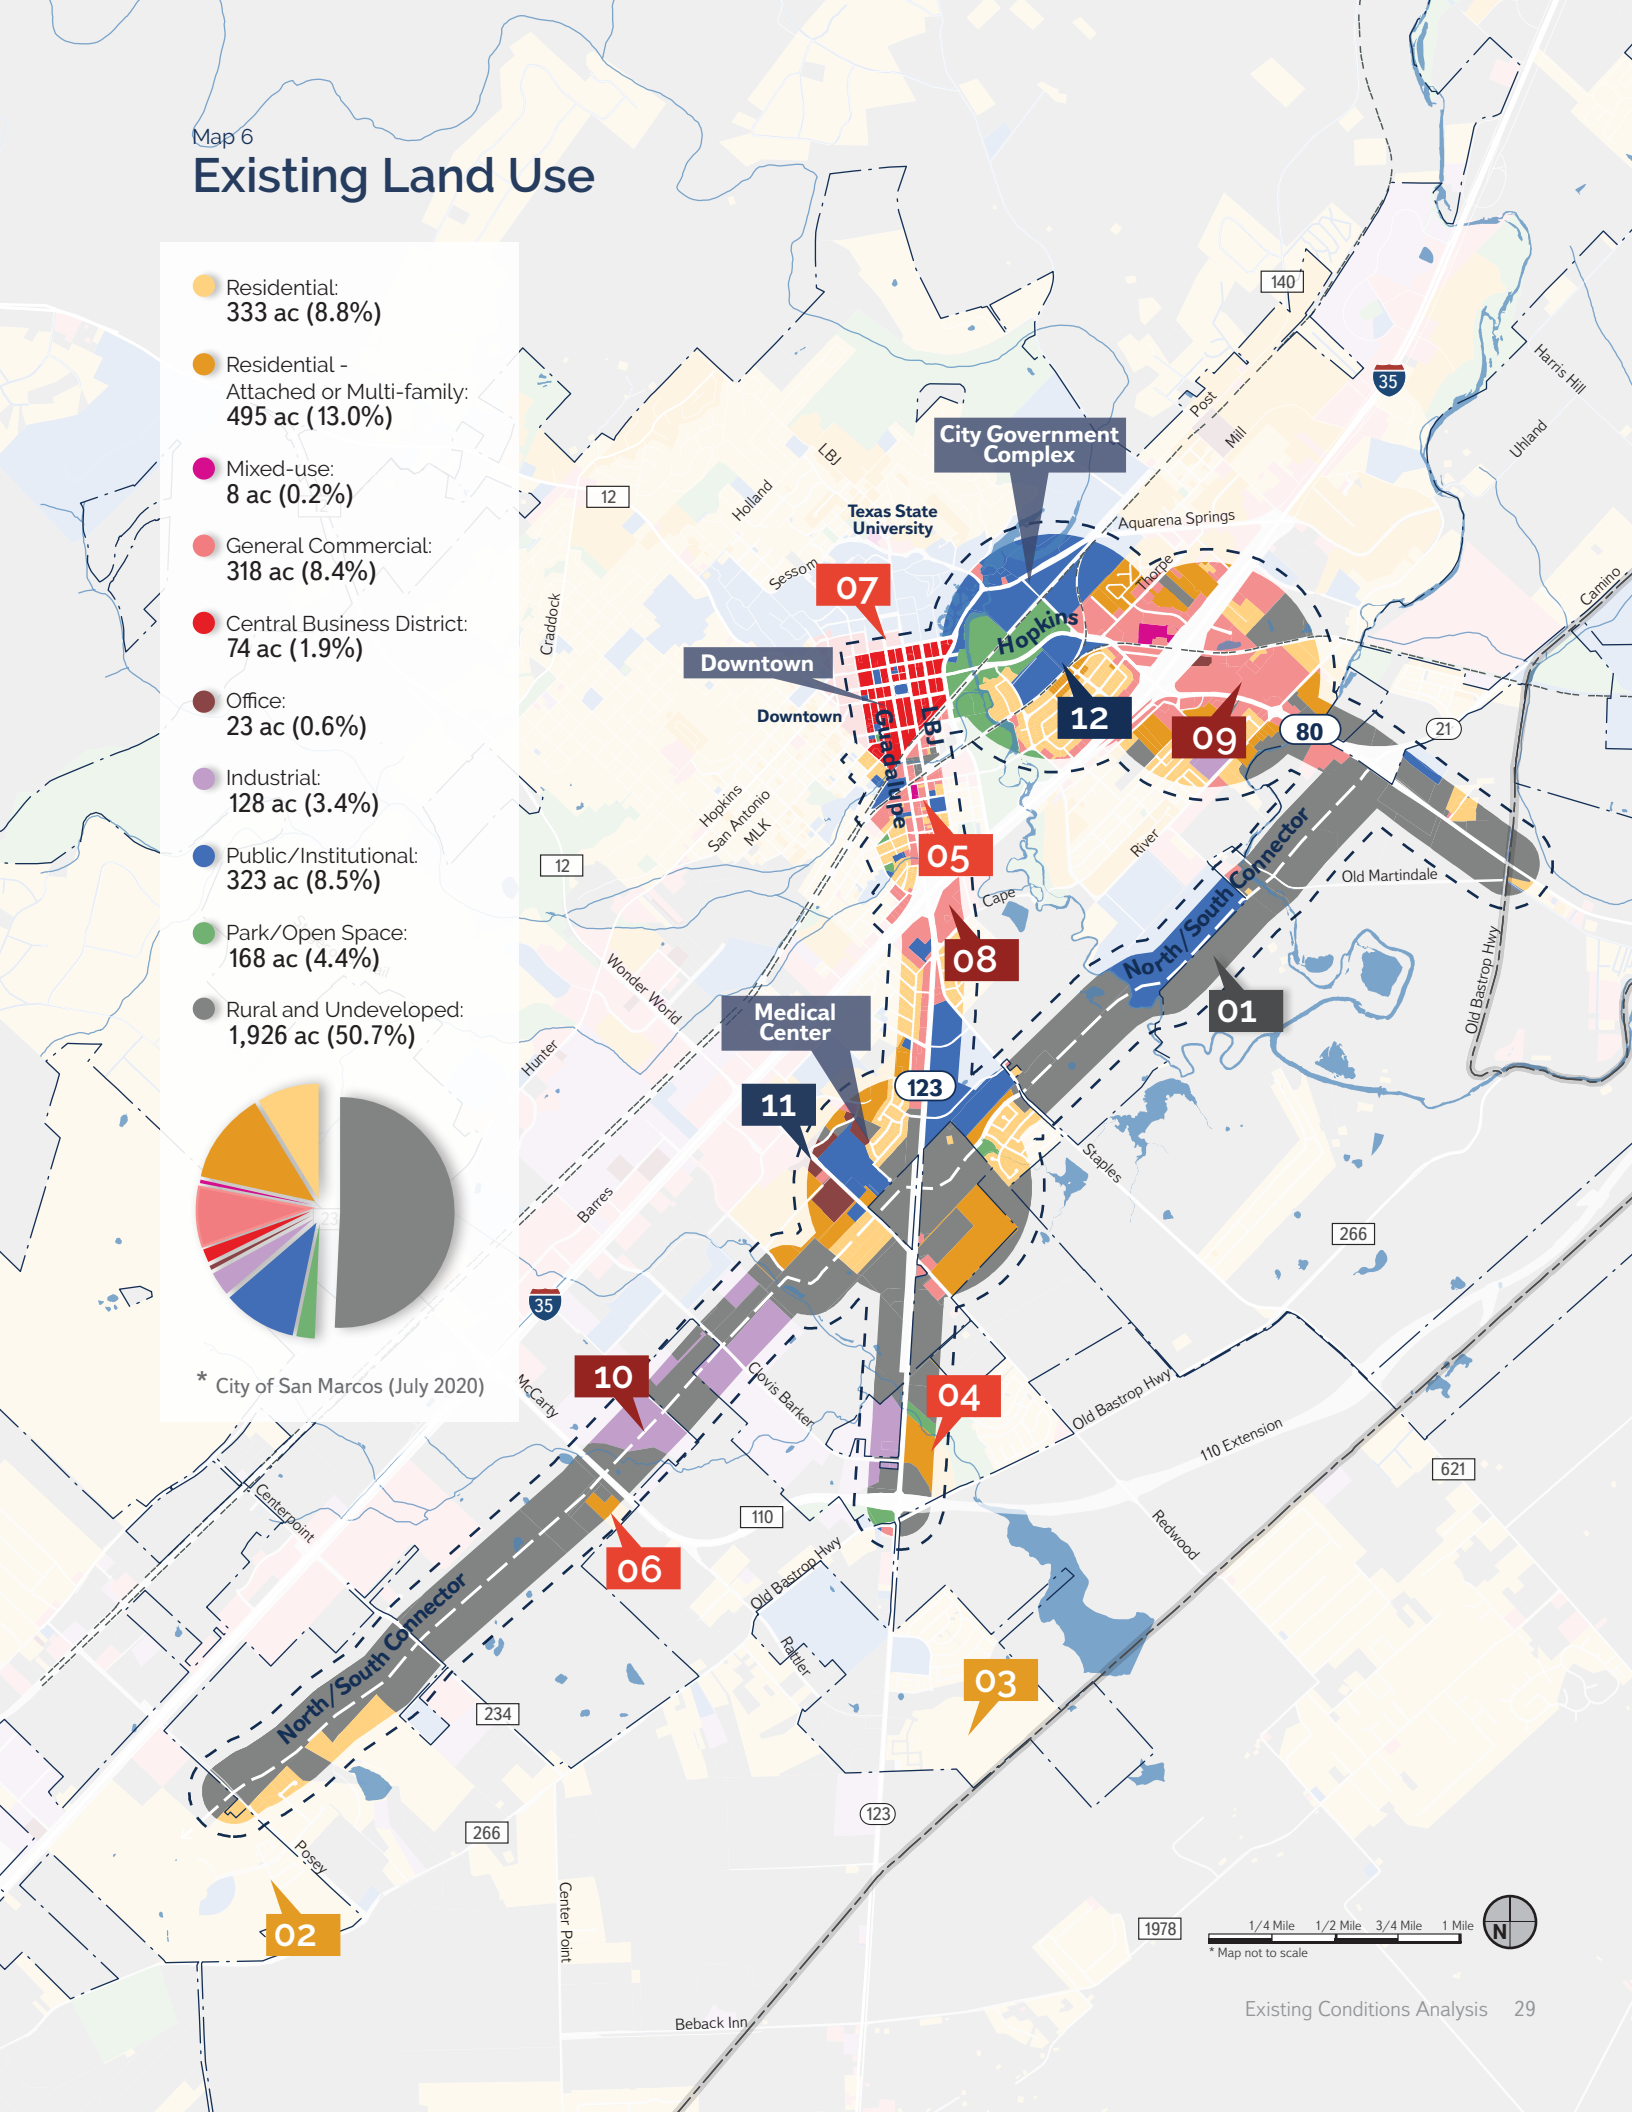 Map 6
Existing Land Use
Residential:
333 ac (8.8%)
Residential -
Attached or Multi-family:
495 ac (13.0%)
Mixed-use:
8 ac (0.2%)
General Commercial:
318 ac (8.4%)
Central Business District:
74 ac (1.9%)
Office:
23 ac (0.6%)
Industrial:
128 ac (3.4%)
Public/Institutional:
323 ac (8.5%)
Park/Open Space:
168 ac (4.4%)
Rural and Undeveloped:
1,926 ac (50.7%)
* City of San Marcos (July 2020)
140
35
Harris Hill
Uhland
Post
Mill
LBJ
Holland
12
City Government
Complex
Texas State
University
Aquarena Springs
Sessom
Thorpe
Camino
07
Craddock
Hopkins
Downtown
Downtown
12
09
80
21
Guadalupe
LBJ
Hopkins
San Antonio
MLK
05
River
North/South Connector
Old Martindale
12
Cape
08
01
Old Bastrop Hwy
Wonder World
Medical
Center
Hunter
123
11
Staples
Barres
266
35
10
McCarty
Clovis Barker
04
Old Bastrop Hwy
110 Extension
621
Centerpoint
110
Redwood
06
Old Bastrop Hwy
North/South Connector
Rattler
03
234
123
266
Posey
02
Center Point
1978
1/4 Mile 1/2 Mile 3/4 Mile 1 Mile
* Map not to scale
N
Beback Inn
Existing Conditions Analysis 29